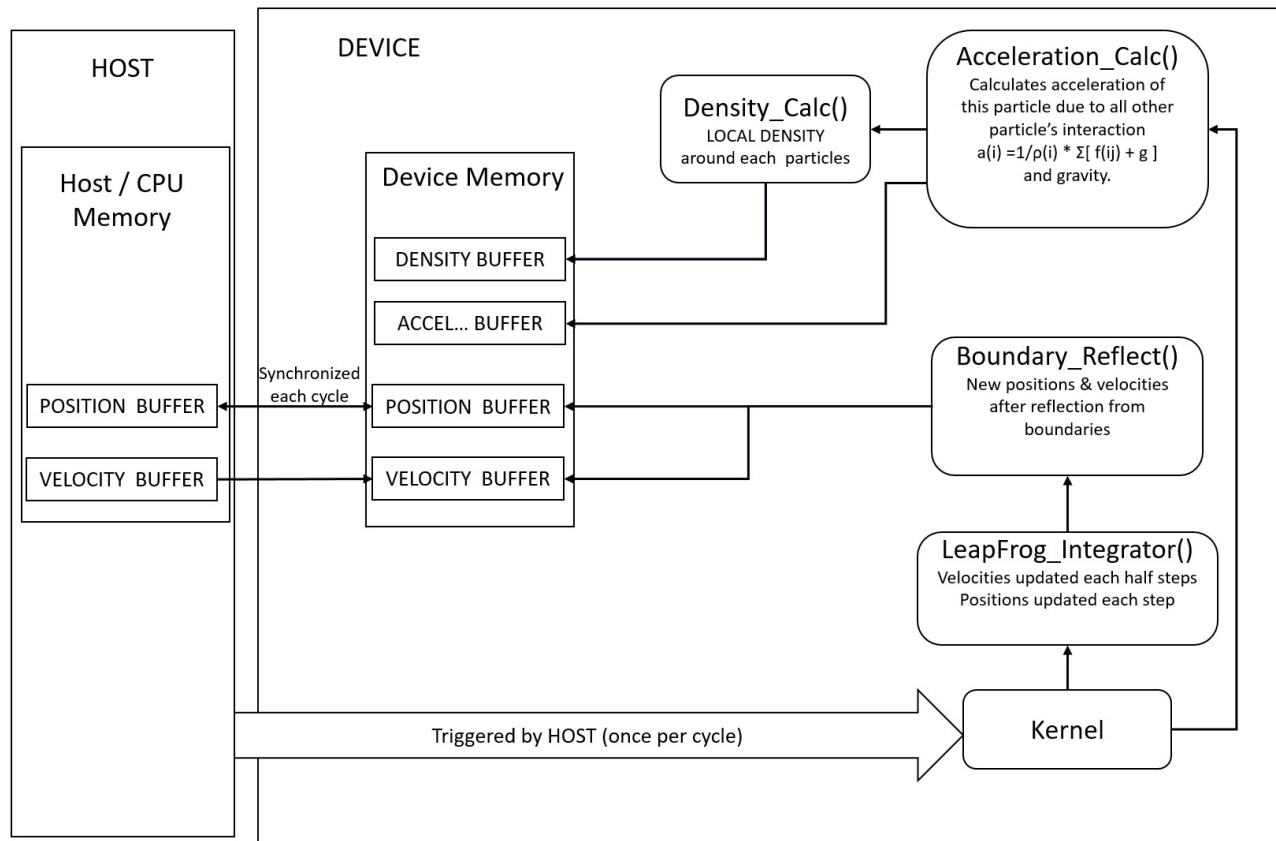 HOST
Host / CPU
Memory
POSITION  BUFFER
VELOCITY  BUFFER
Synchronized
each cycle
DEVICE
Device Memory
DENSITY BUFFER
ACCEL... BUFFER
POSITION BUFFER
VELOCITY  BUFFER
Density_Calc()
LOCAL DENSITY
around each  particles
Acceleration_Calc()
Calculates acceleration of
this particle due to all other
particle's interaction
a(i) =1/ρ(i) * Σ[ f(ij) + g ]
and gravity.
Boundary_Reflect()
New positions & velocities
after reflection from
boundaries
LeapFrog_Integrator()
Velocities updated each half steps
Positions updated each step
Triggered by HOST (once per cycle)
Kernel